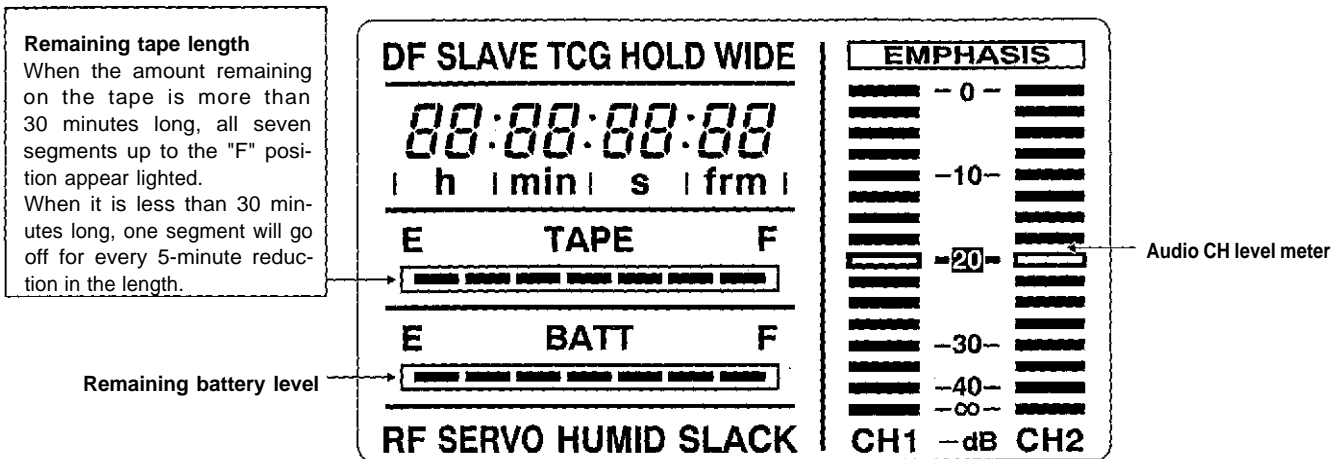 Remaining tape length
When the amount remaining
on the tape is more than
30 minutes long, all seven
segments up to the "F" posi-
tion appear lighted.
When it is less than 30 min-
utes long, one segment will go
off for every 5-minute reduc-
tion in the length.
Remaining battery level
DF SLAVE TCG HOLD WIDE
88:88:88:88
h min s frm
E TAPE F
E BATT F
RF SERVO HUMID SLACK
EMPHASIS
– 0 –
–10–
–20–
–30–
–40–
–∞–
CH1 –dB CH2
Audio CH level meter